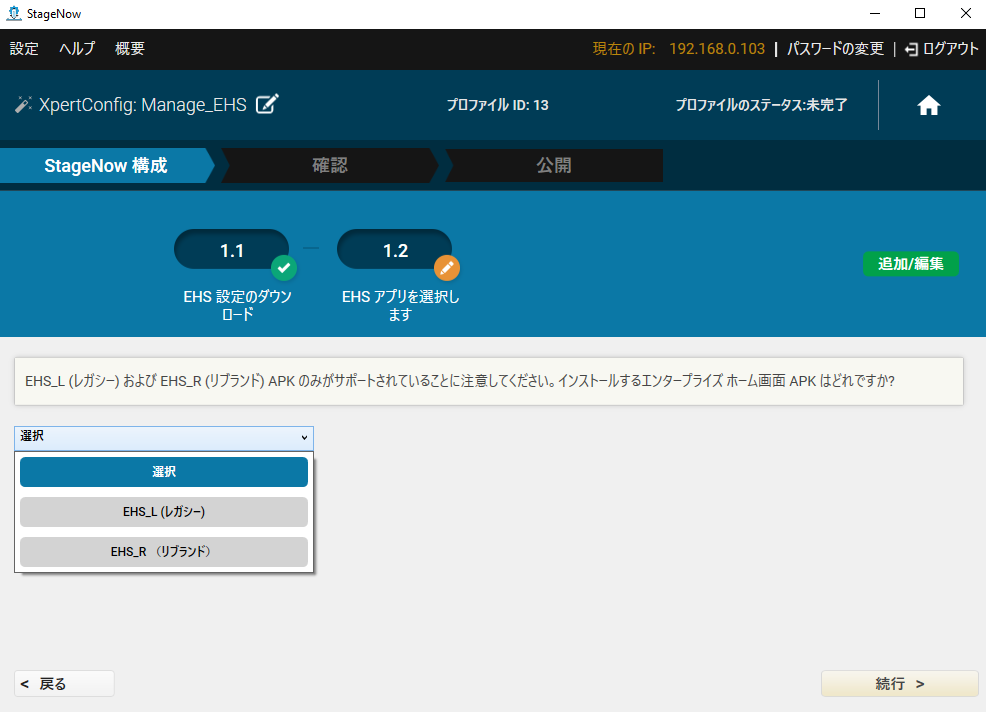 StageNow
設定 ヘルプ 概要 現在の IP: 192.168.0.103 | パスワードの変更 | ログアウト
XpertConfig: Manage_EHS プロファイル ID: 13 プロファイルのステータス:未完了
StageNow 構成 確認 公開
1.1 1.2
追加/編集
EHS 設定のダウン
ロード
EHS アプリを選択し
ます
EHS_L (レガシー) および EHS_R (リブランド) APK のみがサポートされていることに注意してください。インストールするエンタープライズ ホーム画面 APK はどれですか?
選択
選択
EHS_L (レガシー)
EHS_R （リブランド）
< 戻る 続行 >